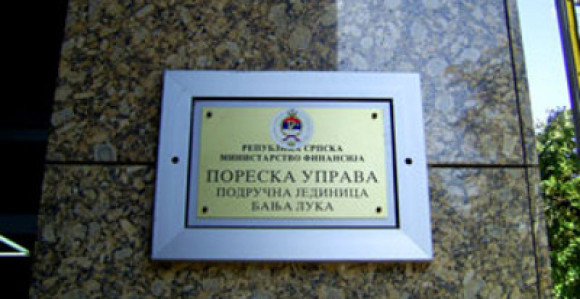 РЕПУБЛИКА СРПСКА
МИНИСТАРСТВО ФИНАНСИЈА
ПОРЕСКА УПРАВА
ПОДРУЧНА ЈЕДИНИЦА
БАЊА ЛУКА